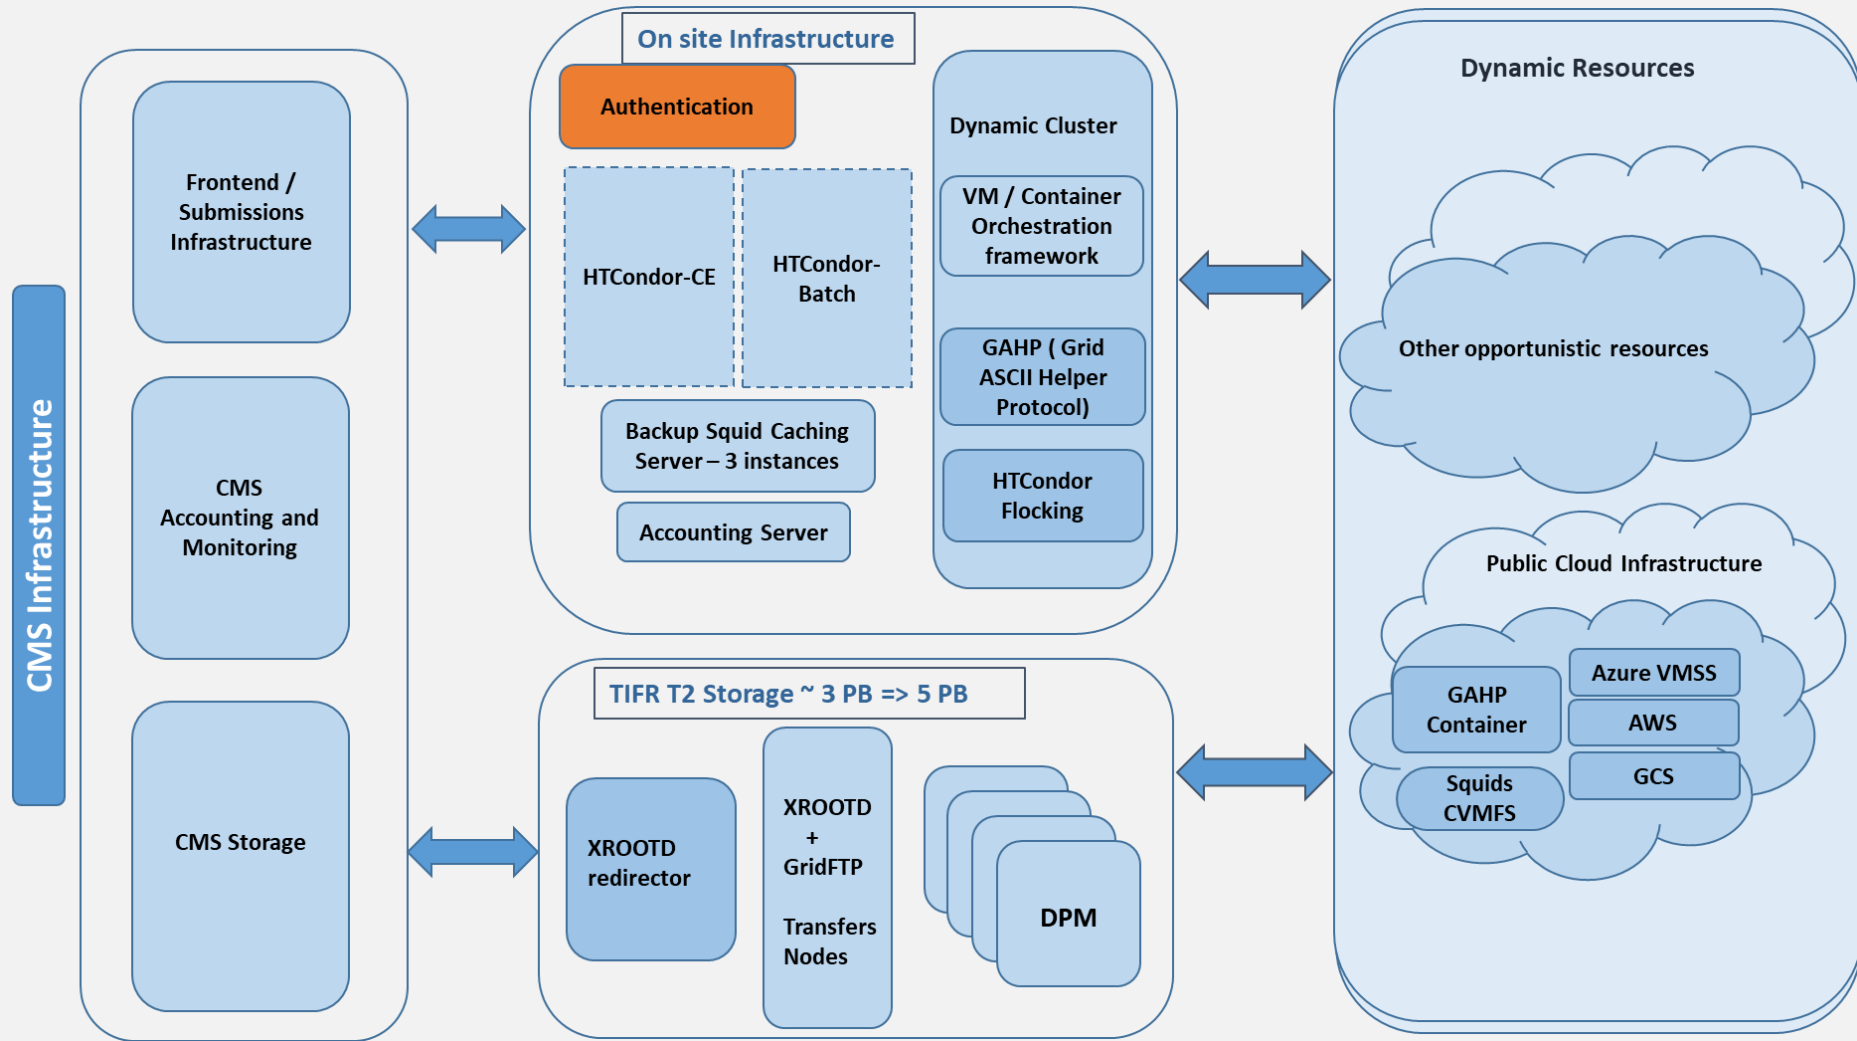 CMS Infrastructure
Frontend /
Submissions
Infrastructure
CMS
Accounting and
Monitoring
CMS Storage
On site Infrastructure
Authentication
HTCondor-CE
HTCondor-
Batch
Backup Squid Caching
Server – 3 instances
Accounting Server
Dynamic Cluster
VM / Container
Orchestration
framework
GAHP ( Grid
ASCII Helper
Protocol)
HTCondor
Flocking
TIFR T2 Storage ~ 3 PB => 5 PB
XROOTD
redirector
XROOTD
+
GridFTP
Transfers
Nodes
DPM
Dynamic Resources
Other opportunistic resources
Public Cloud Infrastructure
GAHP
Container
Squids
CVMFS
Azure VMSS
AWS
GCS